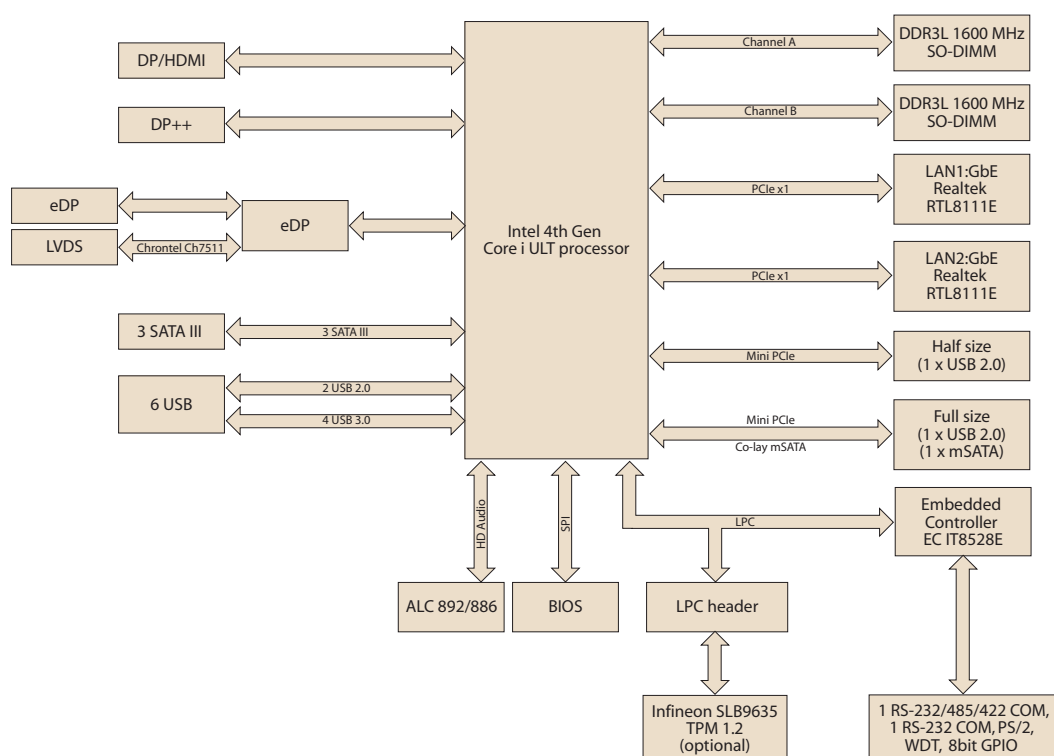 DP/HDMI
DP++
eDP
LVDS
Chrontel Ch7511
eDP
3 SATA III
3 SATA III
6 USB
2 USB 2.0
4 USB 3.0
Intel 4th Gen
Core i ULT processor
Channel A
DDR3L 1600 MHz
SO-DIMM
Channel B
DDR3L 1600 MHz
SO-DIMM
PCIe x1
LAN1:GbE
Realtek
RTL8111E
PCIe x1
LAN2:GbE
Realtek
RTL8111E
Mini PCIe
Half size
(1 x USB 2.0)
Mini PCIe
Co-lay mSATA
Full size
(1 x USB 2.0)
(1 x mSATA)
HD Audio
SPI
LPC
Embedded
Controller
EC IT8528E
ALC 892/886
BIOS
LPC header
Infineon SLB9635
TPM 1.2
(optional)
1 RS-232/485/422 COM,
1 RS-232 COM, PS/2,
WDT, 8bit GPIO